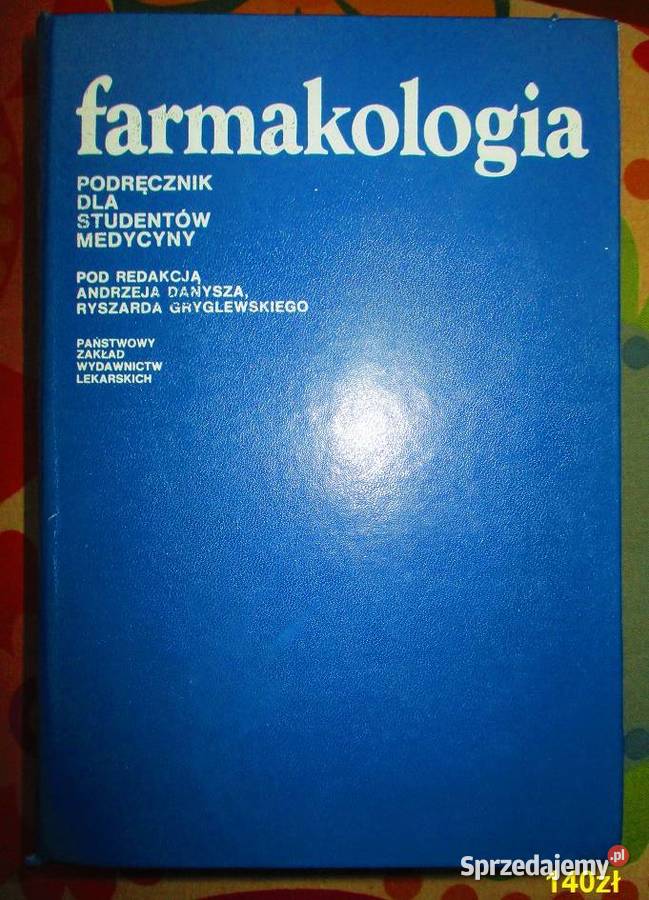 farmakologia
PODRĘCZNIK
DLA
STUDENTÓW
MEDYCYNY
POD REDAKCJĄ
ANDRZEJA DANYSZA,
RYSZARDA GRYGLEWSKIEGO
PAŃSTWOWY
ZAKŁAD
WYDAWNICTW
LEKARSKICH
Sprzedajemy.pl
140zł